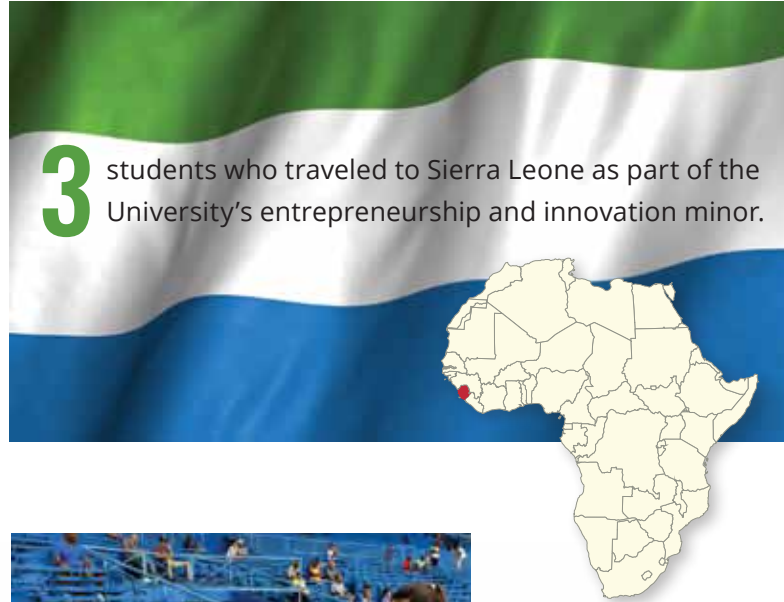 3 students who traveled to Sierra Leone as part of the
University's entrepreneurship and innovation minor.